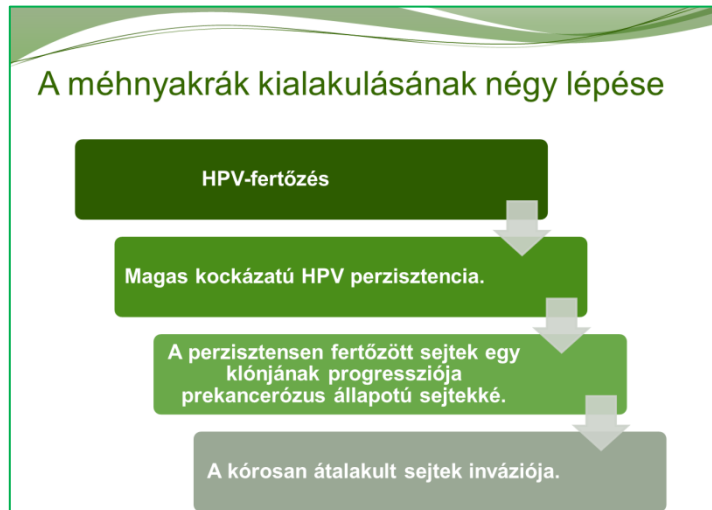 A méhnyakrák kialakulásának négy lépése
HPV-fertőzés
Magas kockázatú HPV perzisztencia.
A perzisztensen fertőzött sejtek egy
klónjának progressziója
prekancerózus állapotú sejtekké.
A kórosan átalakult sejtek inváziója.